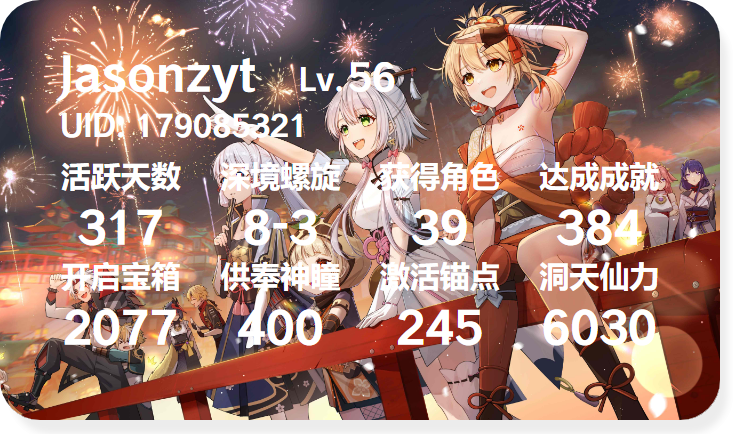 Jasonzyt Lv.56
UID: 179085321
活跃天数 深境螺旋 获得角色 达成成就
317 8-3 39 384
开启宝箱 供奉神瞳 激活锚点 洞天仙力
2077 400 245 6030